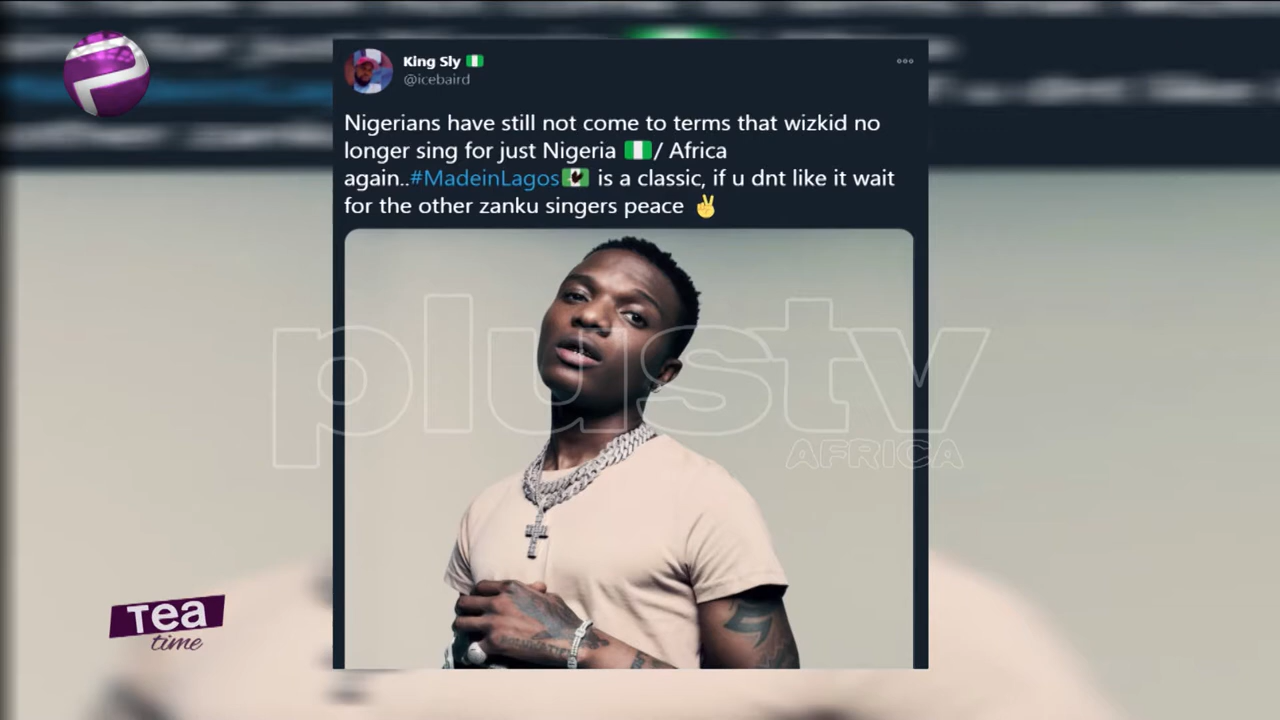 King Sly 🇳🇬
@icebaird
Nigerians have still not come to terms that wizkid no
longer sing for just Nigeria 🇳🇬/ Africa
again..#MadeinLagos is a classic, if u dnt like it wait
for the other zanku singers peace ✌️
plustv
AFRICA
Tea
time